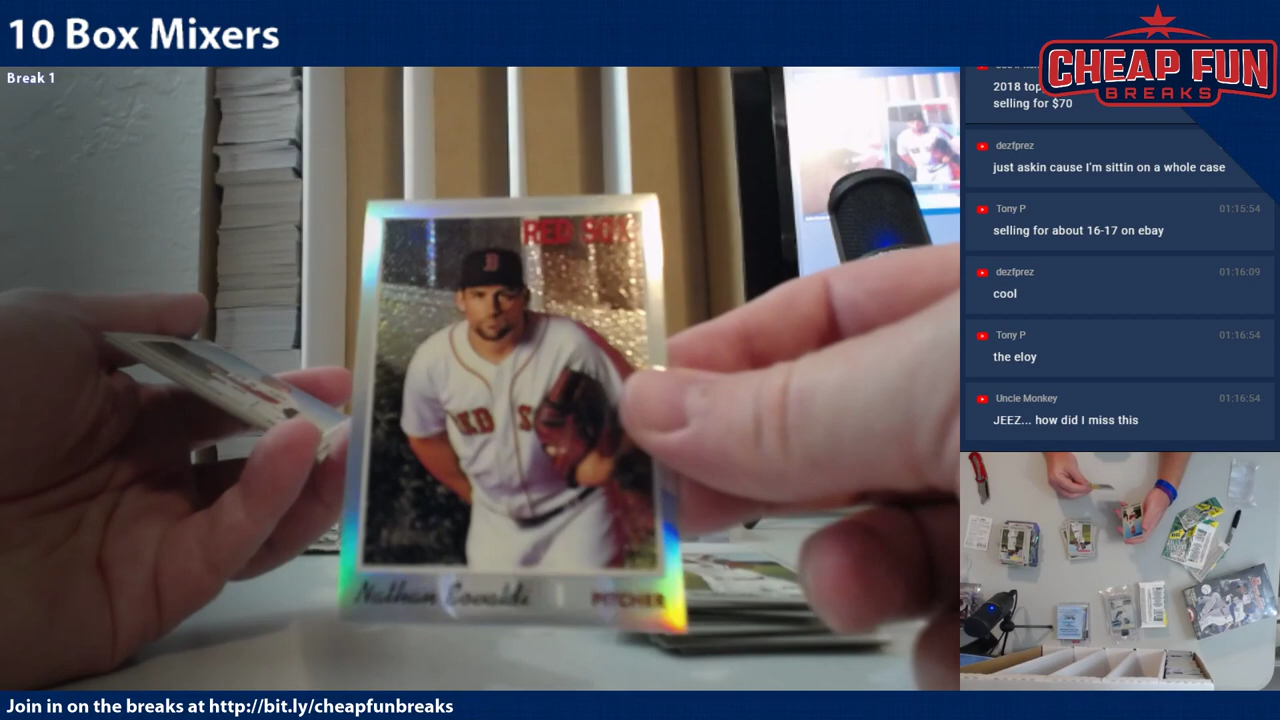 10 Box Mixers
Break 1
CHEAP FUN
BREAKS
2018 top
selling for $70
dezfprez
just askin cause I'm sittin on a whole case
Tony P 01:15:54
selling for about 16-17 on ebay
dezfprez 01:16:09
cool
Tony P 01:16:54
the eloy
Uncle Monkey 01:16:54
JEEZ... how did I miss this
RED SOX
B
RED S
Nathan Eovaldi PITCHER
Join in on the breaks at http://bit.ly/cheapfunbreaks